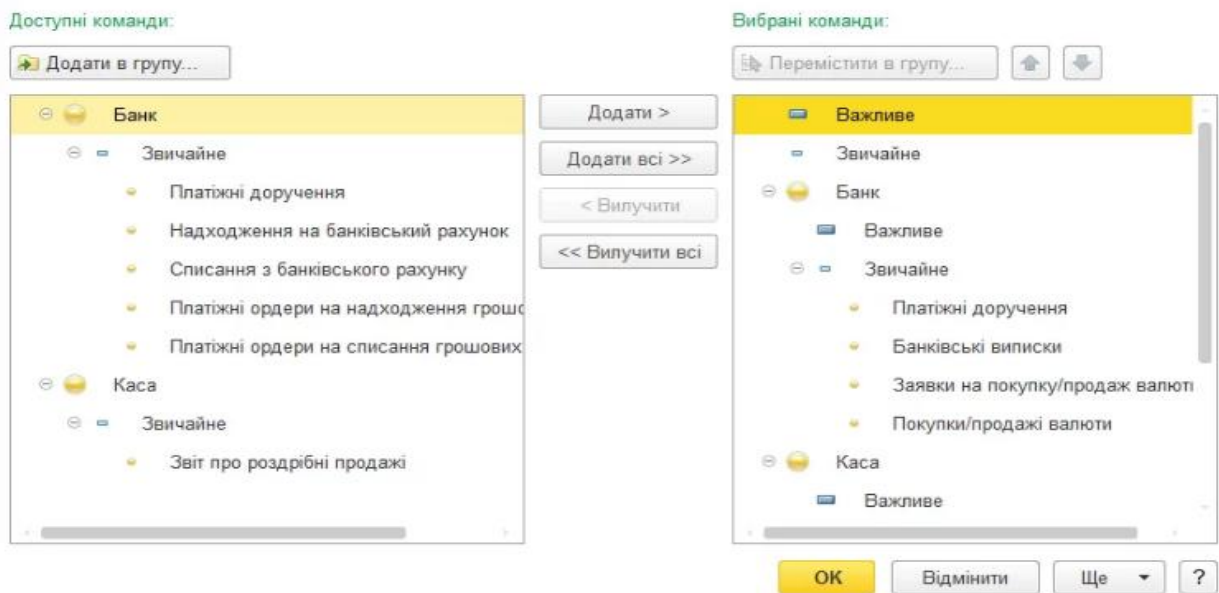 Доступні команди:
Додати в групу...
Банк
Звичайне
Платіжні доручення
Надходження на банківський рахунок
Списання з банківського рахунку
Платіжні ордери на надходження грошо
Платіжні ордери на списання грошових
Каса
Звичайне
Звіт про роздрібні продажі
Додати >
Додати всі >>
< Вилучити
<< Вилучити всі
Вибрані команди:
Перемістити в групу...
Важливе
Звичайне
Банк
Важливе
Звичайне
Платіжні доручення
Банківські виписки
Заявки на покупку/продаж валюти
Покупки/продажі валюти
Каса
Важливе
ОК
Відмінити
Ще
?